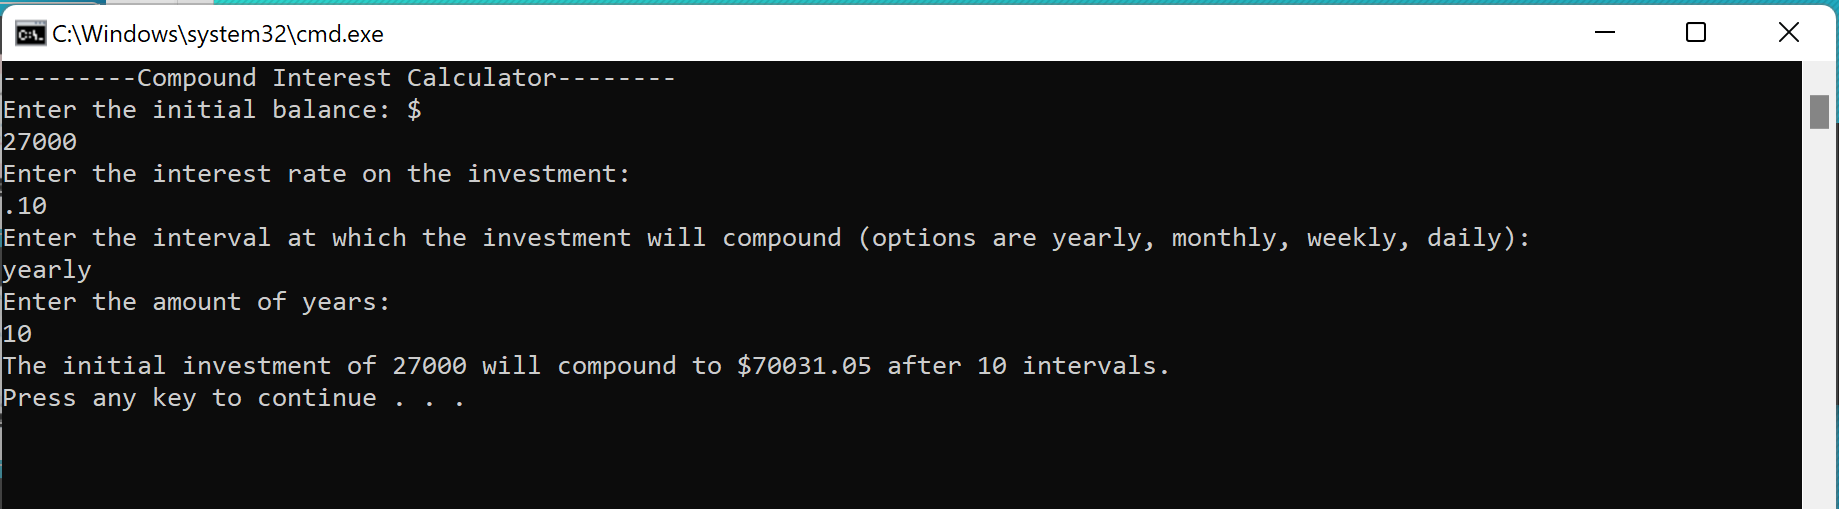 C:\Windows\system32\cmd.exe
---------Compound Interest Calculator--------
Enter the initial balance: $
27000
Enter the interest rate on the investment:
.10
Enter the interval at which the investment will compound (options are yearly, monthly, weekly, daily):
yearly
Enter the amount of years:
10
The initial investment of 27000 will compound to $70031.05 after 10 intervals.
Press any key to continue . . .